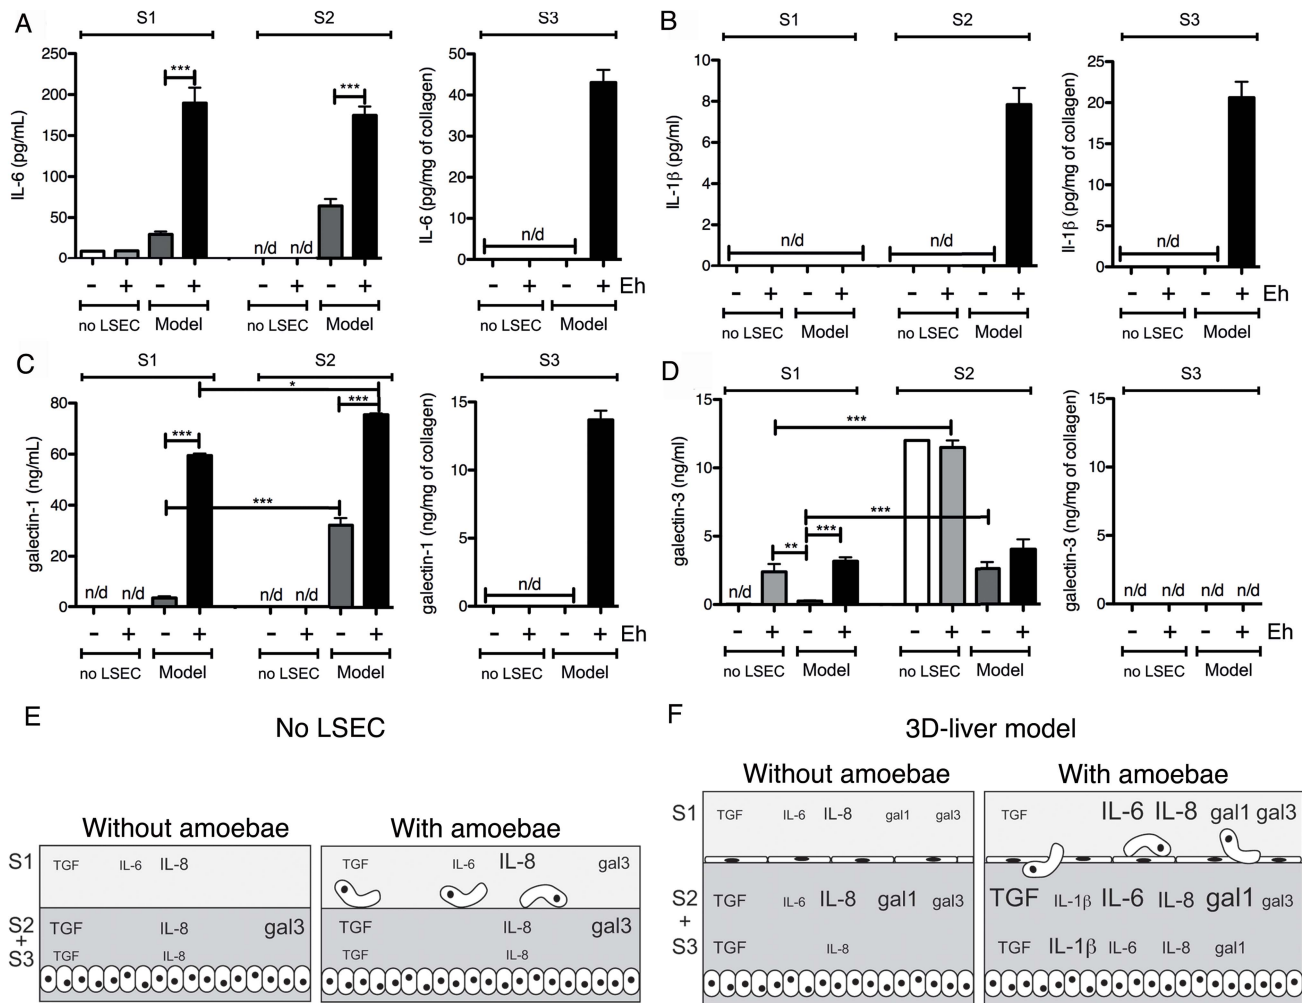 A
S1
S2
S3
IL-6 (pg/mL)
250
200
150
100
50
0
***
***
n/d n/d
IL-6 (pg/mg of collagen)
50
40
30
20
10
0
n/d
- + - + - + - + - + - + Eh
no LSEC Model no LSEC Model no LSEC Model
B
S1
S2
S3
IL-1β (pg/ml)
10
8
6
4
2
0
n/d
n/d
Il-1β (pg/mg of collagen)
25
20
15
10
5
0
n/d
- + - + - + - + - + - + Eh
no LSEC Model no LSEC Model no LSEC Model
C
S1
S2
S3
galectin-1 (ng/mL)
80
60
40
20
0
*
***
***
***
n/d n/d
n/d n/d
galectin-1 (ng/mg of collagen)
15
10
5
0
n/d
- + - + - + - + - + - + Eh
no LSEC Model no LSEC Model no LSEC Model
D
S1
S2
S3
galectin-3 (ng/ml)
15
10
5
0
***
***
** ***
n/d
galectin-3 (ng/mg of collagen)
15
10
5
0
n/d n/d n/d n/d
- + - + - + - + - + - + Eh
no LSEC Model no LSEC Model no LSEC Model
E
No LSEC
Without amoebae
With amoebae
S1
TGF IL-6 IL-8
TGF IL-6 IL-8 gal3
S2
+
S3
TGF IL-8 gal3
TGF IL-8
TGF IL-8 gal3
TGF IL-8
F
3D-liver model
Without amoebae
With amoebae
S1
TGF IL-6 IL-8 gal1 gal3
TGF IL-6 IL-8 gal1 gal3
S2
+
S3
TGF IL-6 IL-8 gal1 gal3
TGF IL-8
TGF IL-1β IL-6 IL-8 gal1 gal3
TGF IL-1β IL-6 IL-8 gal1